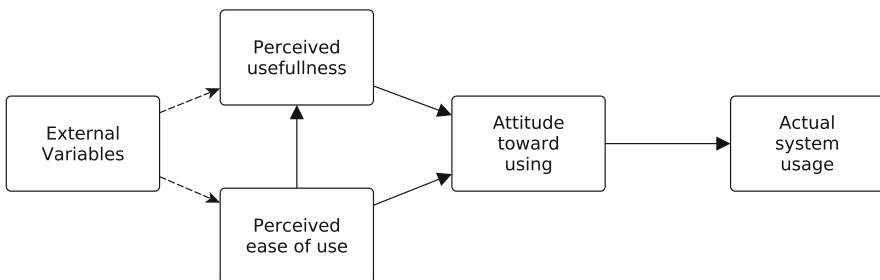 Perceived
usefullness
External
Variables
Attitude
toward
using
Actual
system
usage
Perceived
ease of use